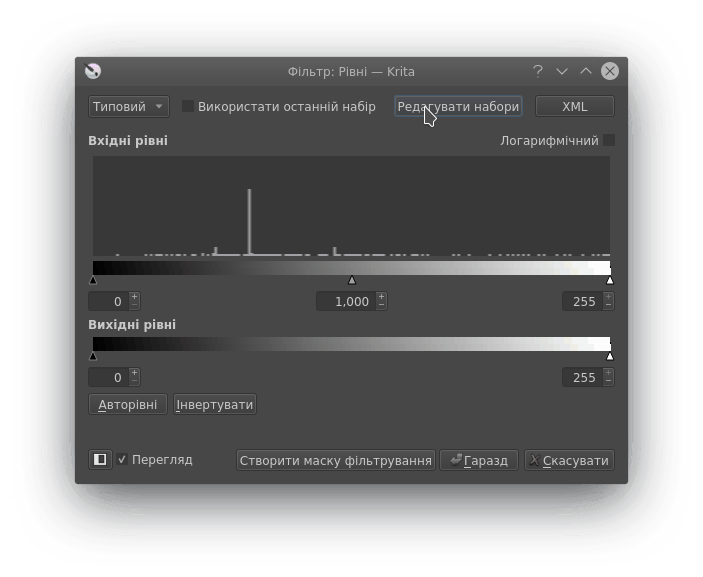 Фільтр: Рівні — Krita
Типовий Використати останній набір Редагувати набори XML
Вхідні рівні Логарифмічний
0 1,000 255
Вихідні рівні
0 255
Авторівні Інвертувати
Перегляд Створити маску фільтрування Гаразд Скасувати